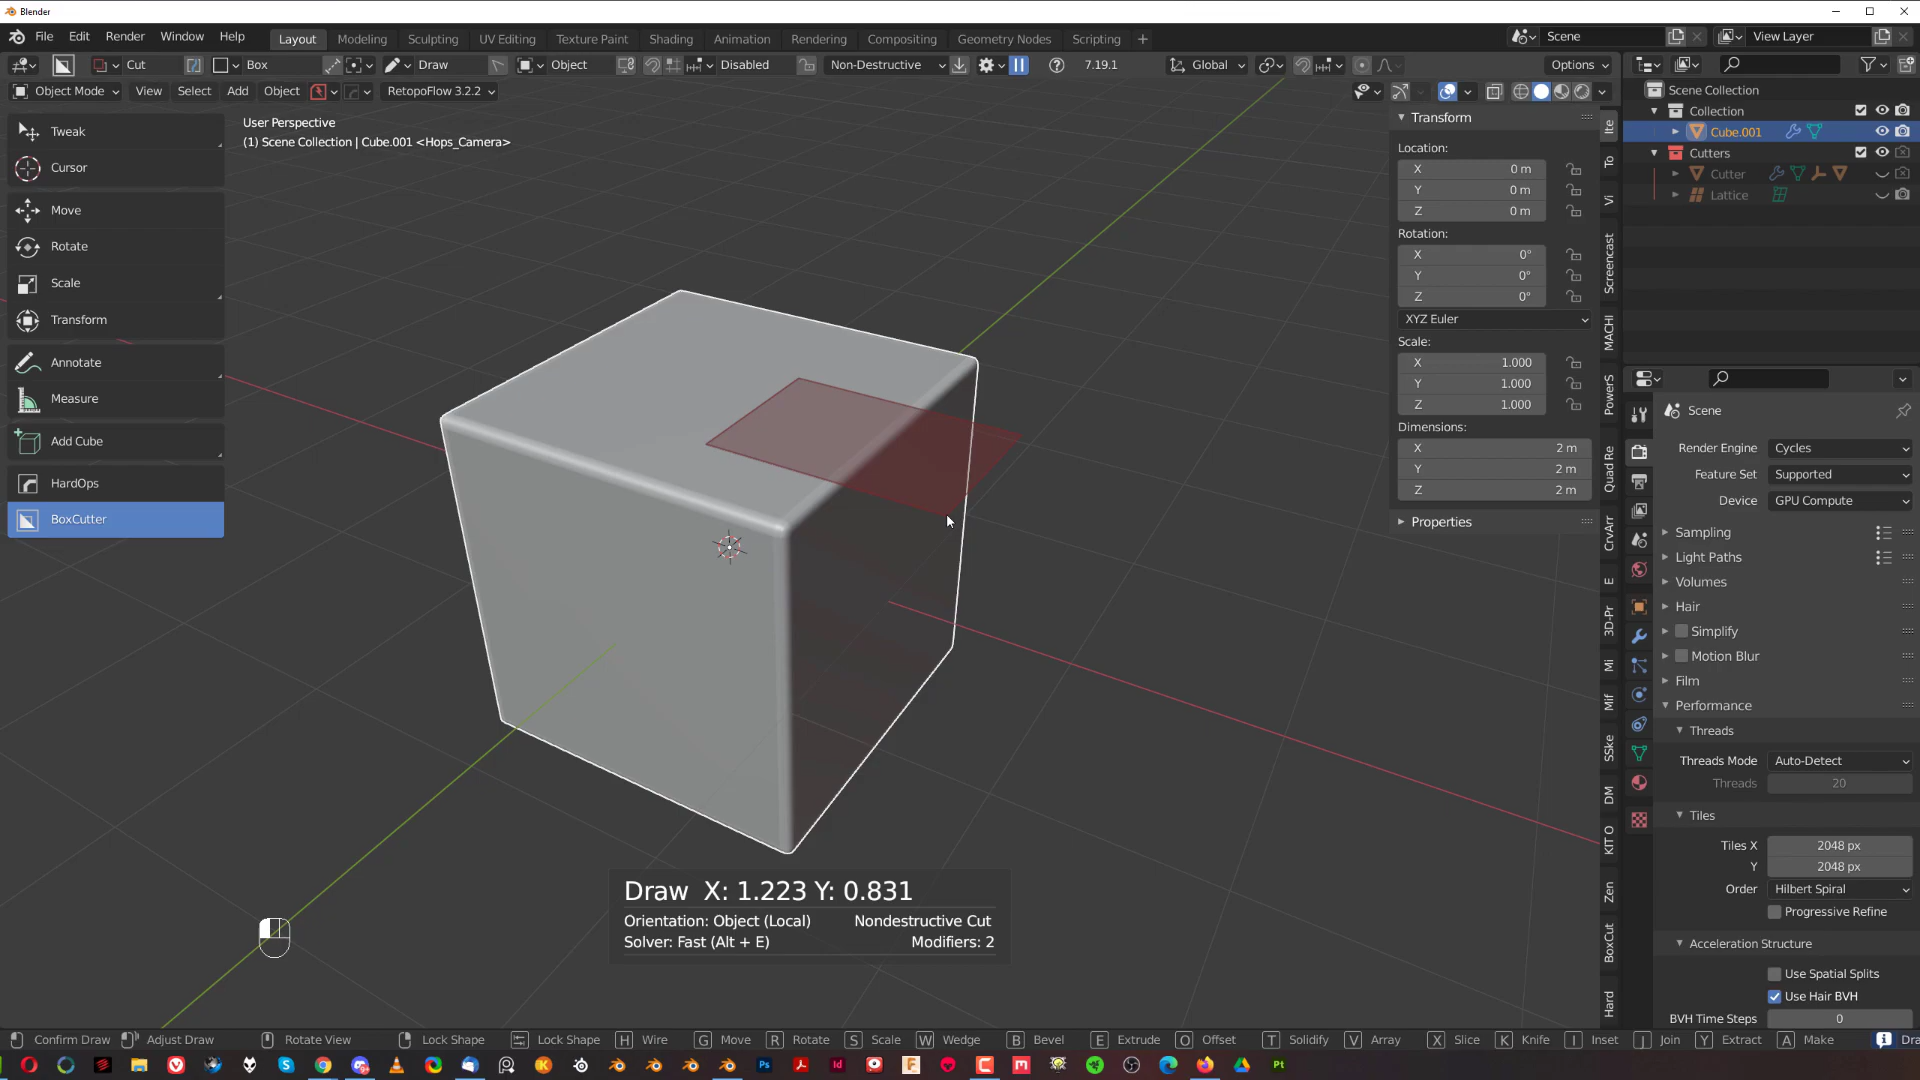 Blender
File Edit Render Window Help Layout Modeling Sculpting UV Editing Texture Paint Shading Animation Rendering Compositing Geometry Nodes Scripting + Scene View Layer
Cut Box Draw Object Disabled Non-Destructive 7.19.1 Global Options
Object Mode View Select Add Object RetopoFlow 3.2.2
Tweak
Cursor
Move
Rotate
Scale
Transform
Annotate
Measure
Add Cube
HardOps
BoxCutter
User Perspective
(1) Scene Collection | Cube.001 <Hops_Camera>
Draw X: 1.223 Y: 0.831
Orientation: Object (Local) Nondestructive Cut
Solver: Fast (Alt + E) Modifiers: 2
Transform
Location:
X 0 m
Y 0 m
Z 0 m
Rotation:
X 0°
Y 0°
Z 0°
XYZ Euler
Scale:
X 1.000
Y 1.000
Z 1.000
Dimensions:
X 2 m
Y 2 m
Z 2 m
Properties
Ite
To
Vi
Screencast
MACHI
PowerS
Quad Re
CrvArr
E
3D-Pr
Mi
Mif
SSke
DM
KIT O
Zen
BoxCut
Hard
Scene Collection
Collection
Cube.001
Cutters
Cutter
Lattice
Scene
Render Engine Cycles
Feature Set Supported
Device GPU Compute
Sampling
Light Paths
Volumes
Hair
Simplify
Motion Blur
Film
Performance
Threads
Threads Mode Auto-Detect
Threads 20
Tiles
Tiles X 2048 px
Y 2048 px
Order Hilbert Spiral
Progressive Refine
Acceleration Structure
Use Spatial Splits
Use Hair BVH
BVH Time Steps 0
Confirm Draw Adjust Draw Rotate View Lock Shape Lock Shape H Wire G Move R Rotate S Scale W Wedge B Bevel E Extrude O Offset T Solidify V Array X Slice K Knife I Inset J Join Y Extract A Make Dra